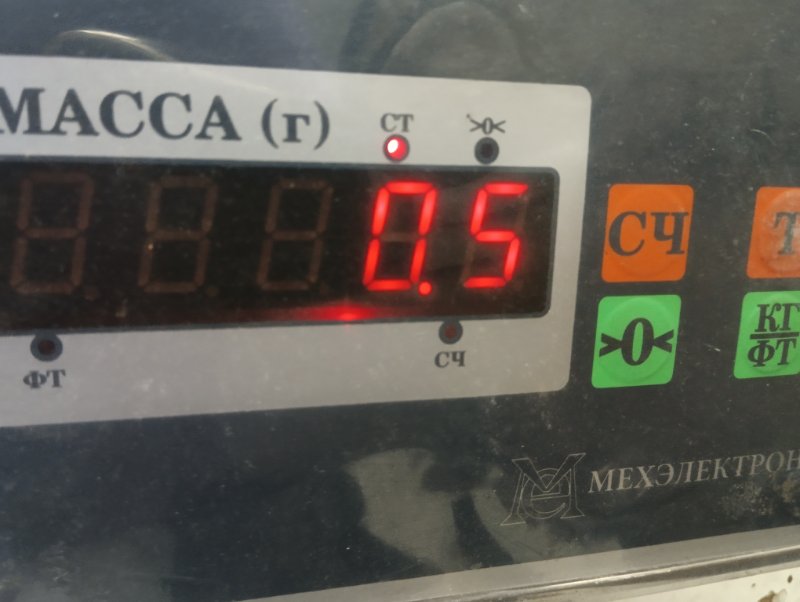 МАССА (г)
СТ
>0<
0.5
ФТ
СЧ
СЧ
Т
>0<
КГ
ФТ
МЕХЭЛЕКТРОН